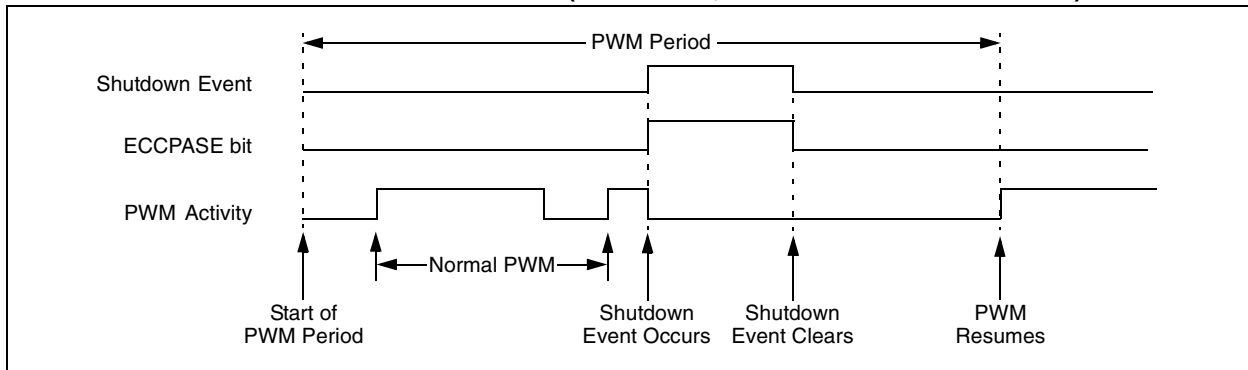 PWM Period
Shutdown Event
ECCPASE bit
PWM Activity
Normal PWM
Start of
PWM Period
Shutdown
Event Occurs
Shutdown
Event Clears
PWM
Resumes